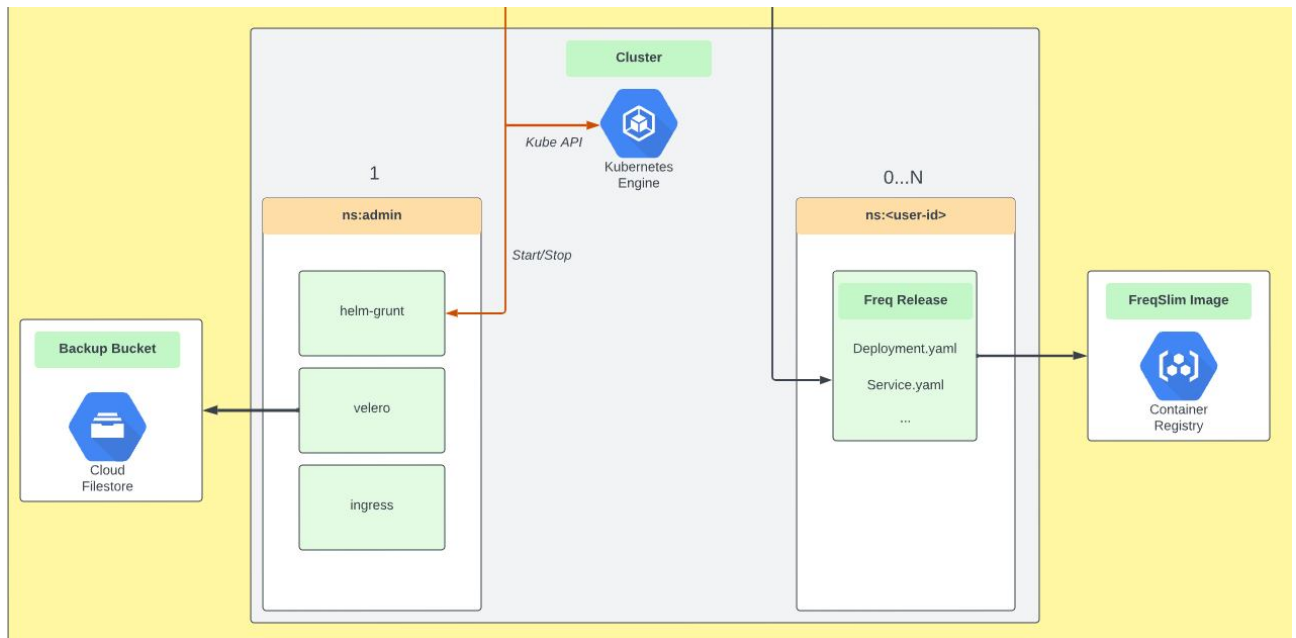 Cluster
Kube API
Kubernetes
Engine
1
0...N
ns:admin
ns:<user-id>
Start/Stop
helm-grunt
velero
ingress
Backup Bucket
Cloud
Filestore
Freq Release
Deployment.yaml
Service.yaml
...
FreqSlim Image
Container
Registry